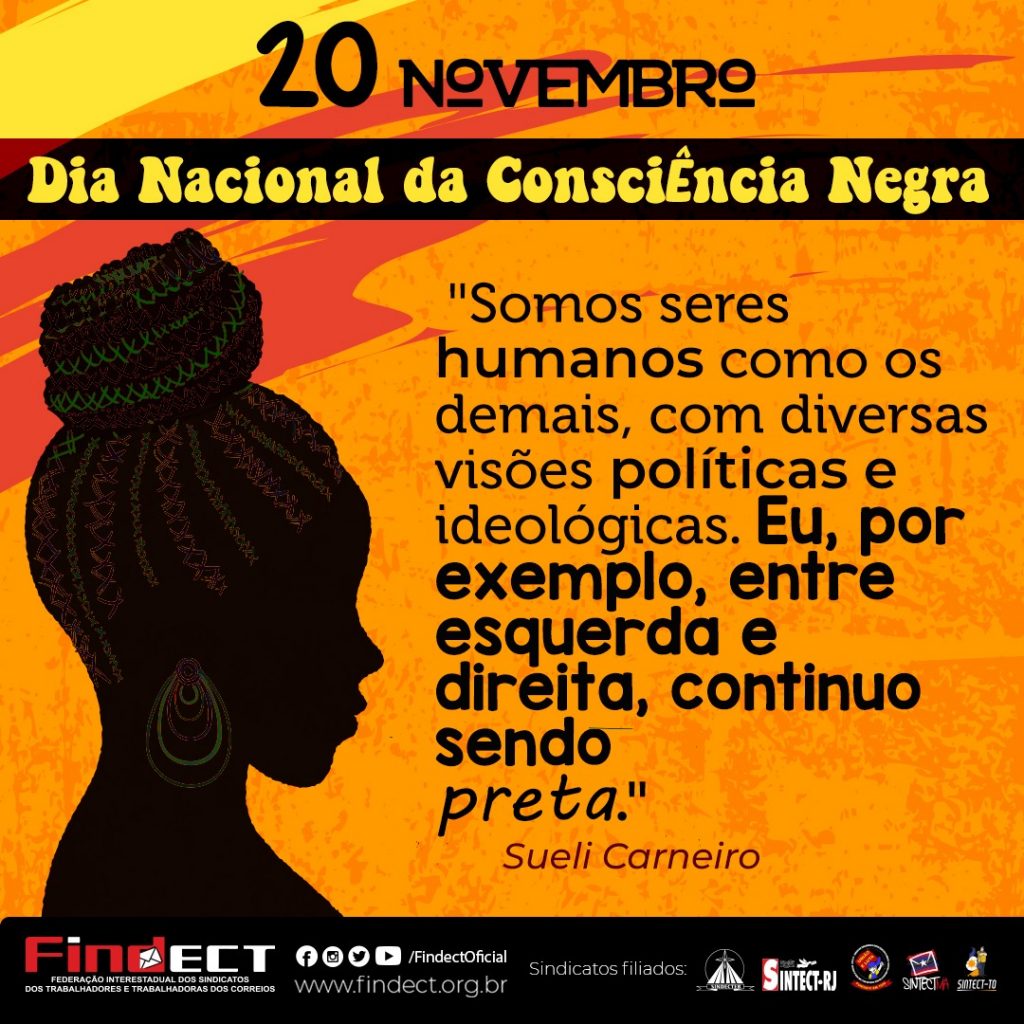 20 NOVEMBRO
Dia Nacional da ConsciÊncia Negra
"Somos seres
humanos como os
demais, com diversas
visões políticas e
ideológicas. Eu, por
exemplo, entre
esquerda e
direita, continuo
sendo
preta."
Sueli Carneiro
FindECT
FEDERAÇÃO INTERESTADUAL DOS SINDICATOS
DOS TRABALHADORES E TRABALHADORAS DOS CORREIOS
/FindectOficial
www.findect.org.br
Sindicatos filiados:
SINTECT-RJ
SINTECT-MA
SINTECT-TO